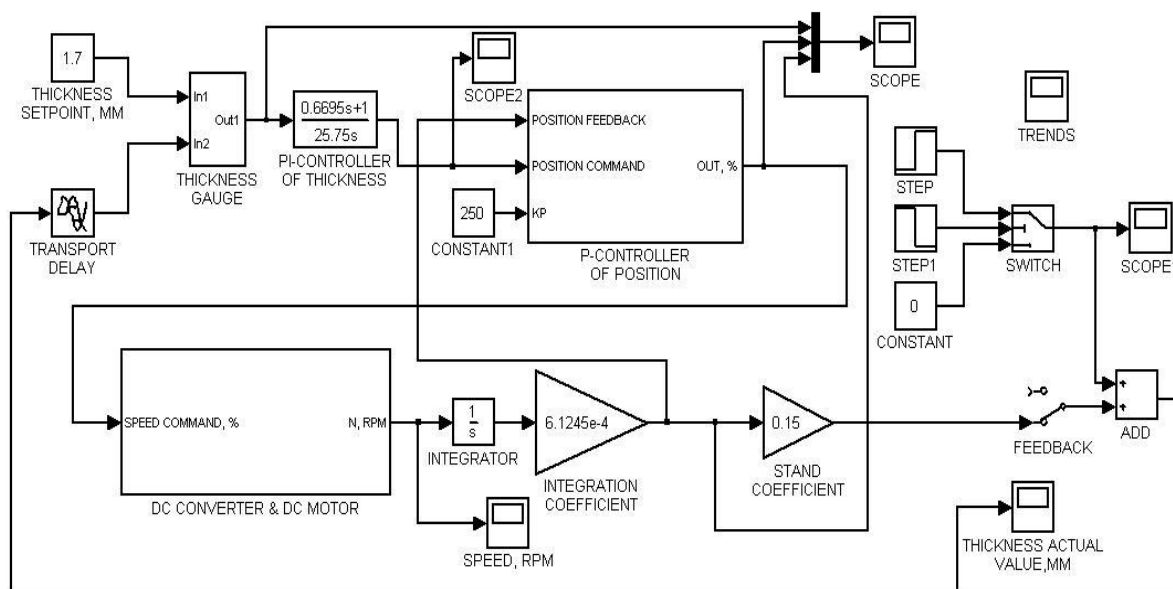 1.7
THICKNESS
SETPOINT, MM
In1
In2
Out1
THICKNESS
GAUGE
TRANSPORT
DELAY
0.6695s+1
25.75s
PI-CONTROLLER
OF THICKNESS
SCOPE2
250
CONSTANT1
POSITION FEEDBACK
POSITION COMMAND
KP
OUT, %
P-CONTROLLER
OF POSITION
SCOPE
TRENDS
STEP
STEP1
0
CONSTANT
SWITCH
SCOPE
SPEED COMMAND, %
N, RPM
DC CONVERTER & DC MOTOR
1
s
INTEGRATOR
6.1245e-4
INTEGRATION
COEFFICIENT
0.15
STAND
COEFFICIENT
FEEDBACK
+
+
ADD
SPEED, RPM
THICKNESS ACTUAL
VALUE,MM